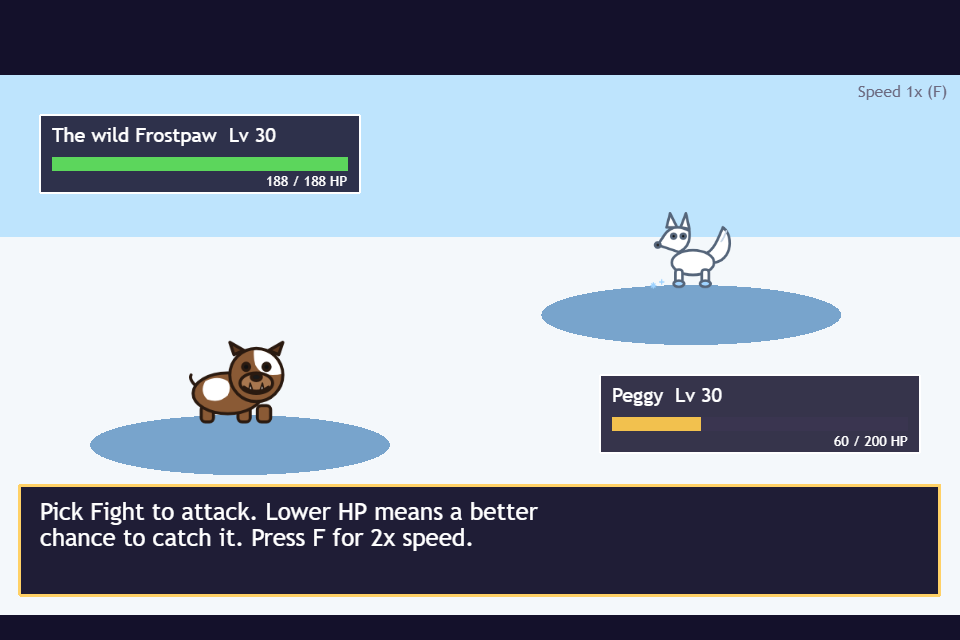 Speed 1x (F)
The wild Frostpaw Lv 30
188 / 188 HP
Peggy Lv 30
60 / 200 HP
Pick Fight to attack. Lower HP means a better
chance to catch it. Press F for 2x speed.